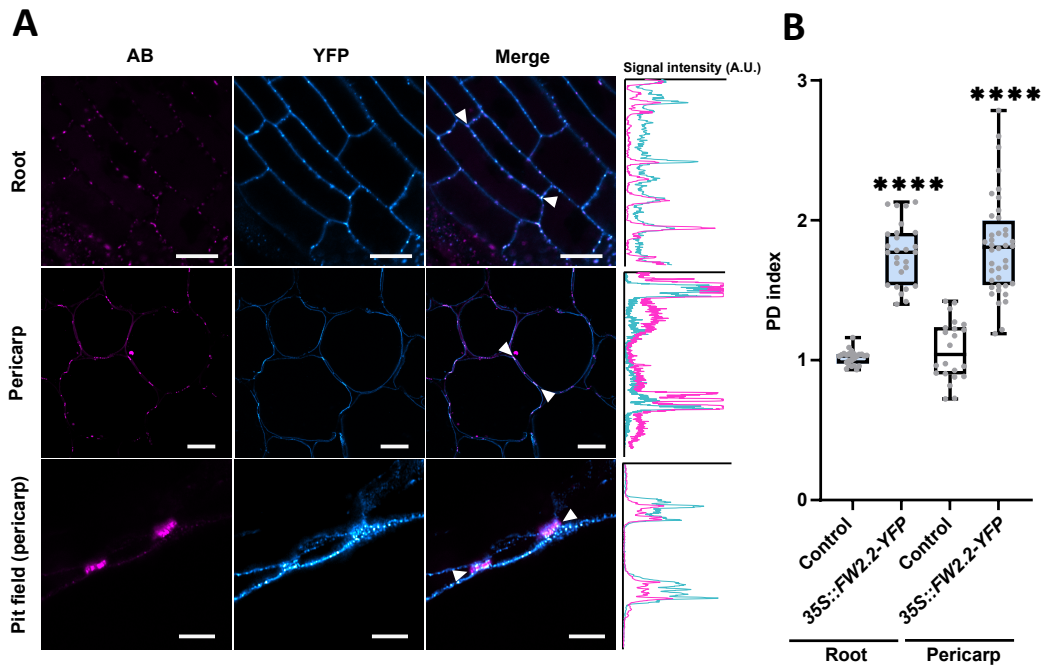 A
AB
YFP
Merge
Signal intensity (A.U.)
Root
Pericarp
Pit field (pericarp)
B
PD index
3
2
1
0
****
****
Control
35S::FW2.2-YFP
Control
35S::FW2.2-YFP
Root
Pericarp